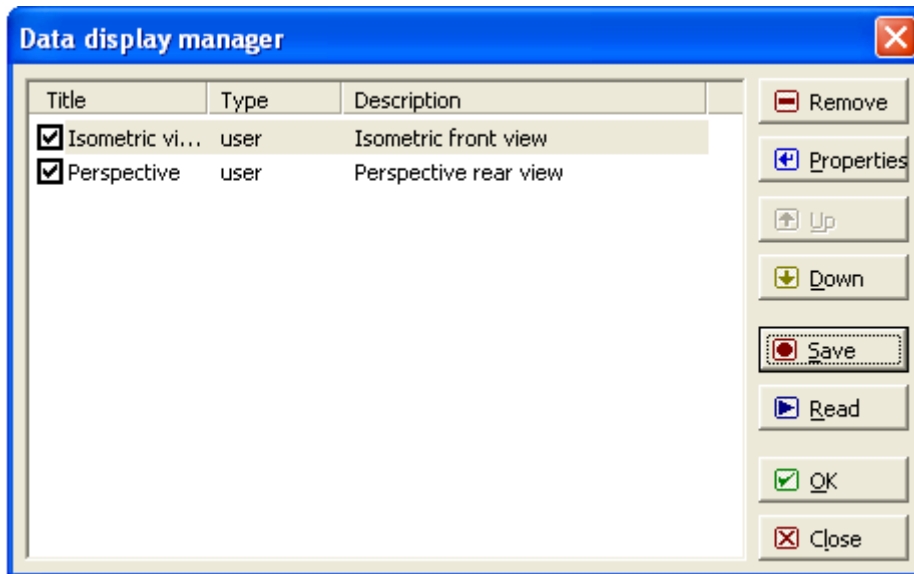 Data display manager
Title Type Description
Isometric vi... user Isometric front view
Perspective user Perspective rear view
Remove
Properties
Up
Down
Save
Read
OK
Close